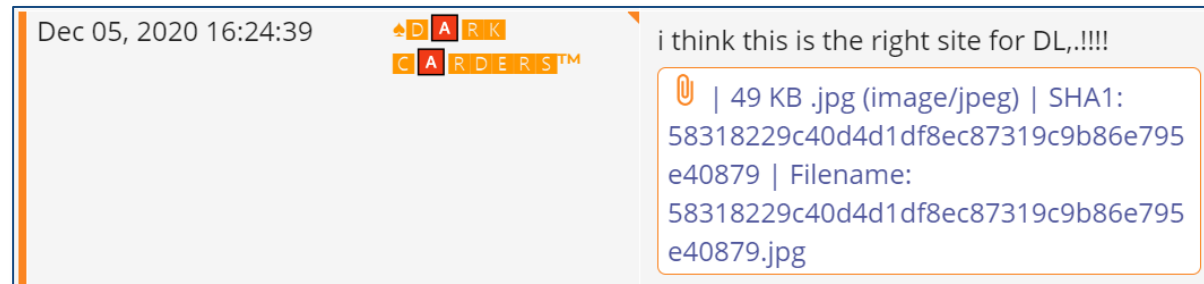 Dec 05, 2020 16:24:39
♠DARK
CARDERS™
i think this is the right site for DL,.!!!!
| 49 KB .jpg (image/jpeg) | SHA1:
58318229c40d4d1df8ec87319c9b86e795
e40879 | Filename:
58318229c40d4d1df8ec87319c9b86e795
e40879.jpg